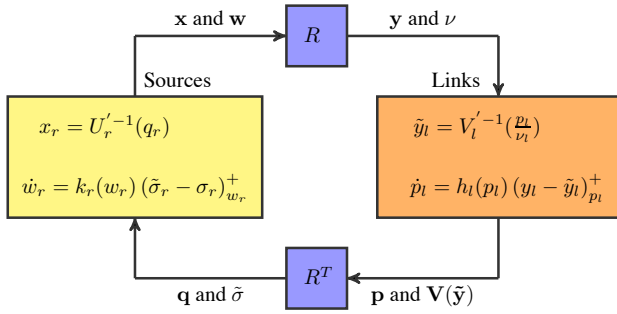 x and w
R
y and ν
Sources
Links
x_r = U_r^{'-1}(q_r)
ẇ_r = k_r(w_r) (σ̃_r − σ_r)^+_{w_r}
ỹ_l = V_l^{'-1}(p_l/ν_l)
ṗ_l = h_l(p_l) (y_l − ỹ_l)^+_{p_l}
R^T
q and σ̃
p and V(ỹ)